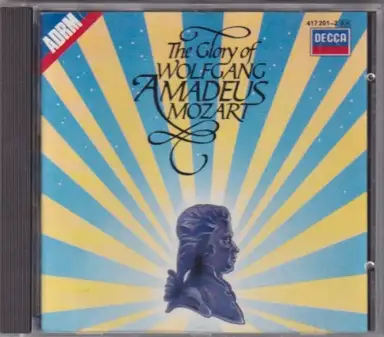 ADRM
417 201-2
DECCA
The Glory of
WOLFGANG
AMADEUS
MOZART